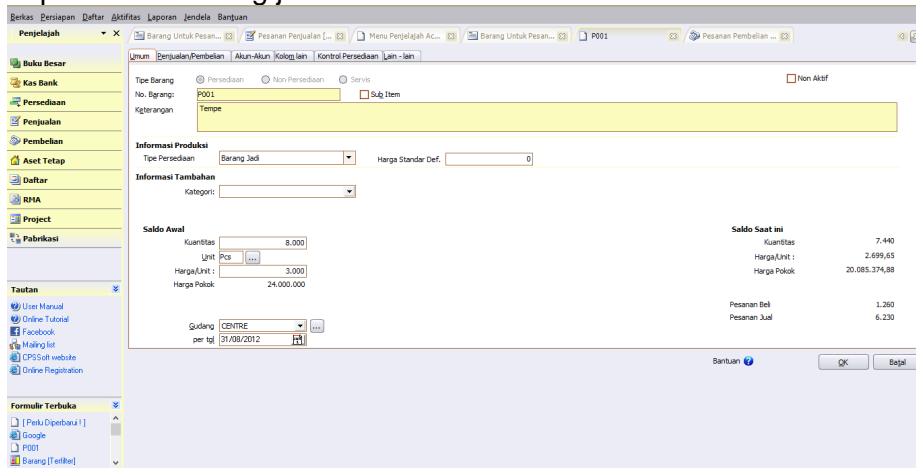 Berkas Persiapan Daftar Aktifitas Laporan Jendela Bantuan
Penjelajah
Barang Untuk Pesan... Pesanan Penjualan [... Menu Penjelajah Ac... Barang Untuk Pesan... P001 Pesanan Pembelian ...
Umum Penjualan/Pembelian Akun-Akun Kolom lain Kontrol Persediaan Lain - lain
Buku Besar
Kas Bank
Persediaan
Penjualan
Pembelian
Aset Tetap
Daftar
RMA
Project
Pabrikasi
Tautan
User Manual
Online Tutorial
Facebook
Mailing list
CPSSoft website
Online Registration
Formulir Terbuka
[ Perlu Diperbarui ! ]
Google
P001
Barang [Terfilter]
Tipe Barang Persediaan Non Persediaan Servis Non Aktif
No. Barang: P001 Sub Item
Keterangan Tempe
Informasi Produksi
Tipe Persediaan Barang Jadi Harga Standar Def. 0
Informasi Tambahan
Kategori:
Saldo Awal
Kuantitas 8.000
Unit Pcs ...
Harga/Unit : 3.000
Harga Pokok 24.000.000
Gudang CENTRE ...
per tgl 31/08/2012
Saldo Saat ini
Kuantitas 7.440
Harga/Unit : 2.699,65
Harga Pokok 20.085.374,88
Pesanan Beli 1.260
Pesanan Jual 6.230
Bantuan OK Batal